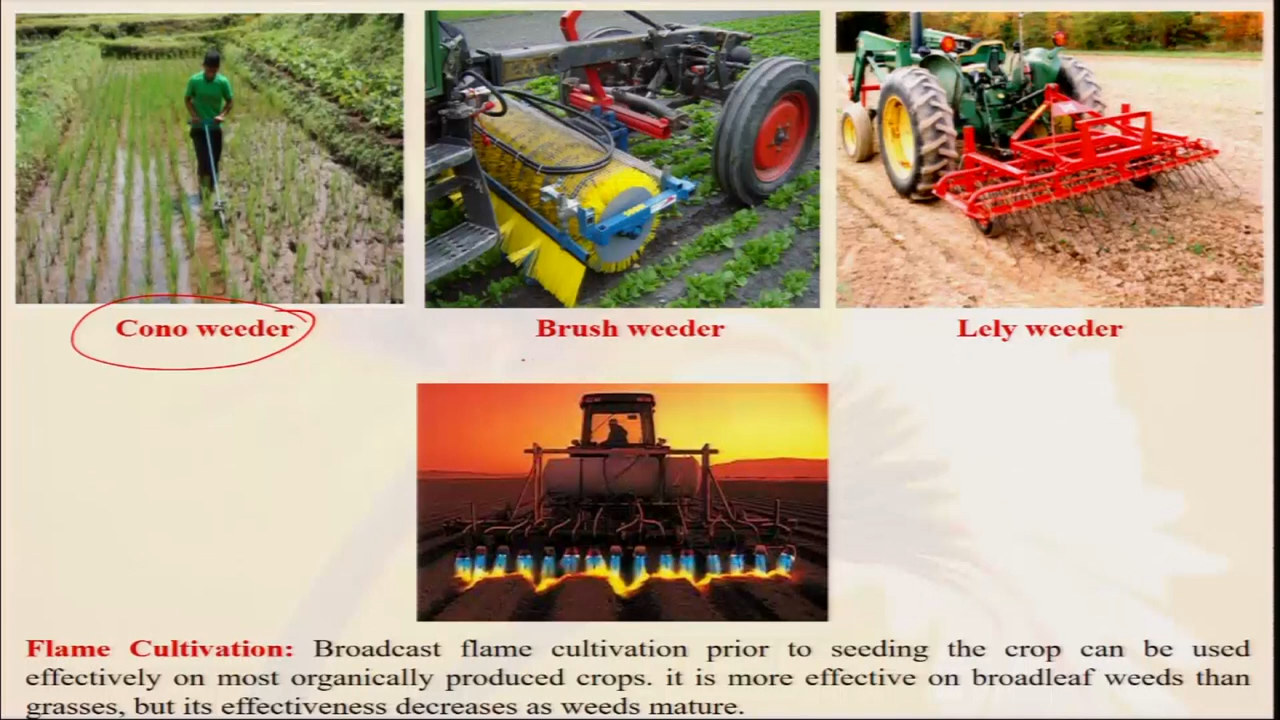 Cono weeder
Brush weeder
Lely weeder
Flame Cultivation: Broadcast flame cultivation prior to seeding the crop can be used
effectively on most organically produced crops. it is more effective on broadleaf weeds than
grasses, but its effectiveness decreases as weeds mature.